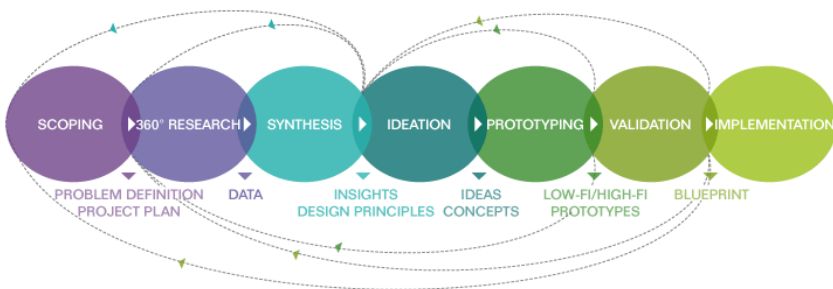 SCOPING
360° RESEARCH
SYNTHESIS
IDEATION
PROTOTYPING
VALIDATION
IMPLEMENTATION
PROBLEM DEFINITION
PROJECT PLAN
DATA
INSIGHTS
DESIGN PRINCIPLES
IDEAS
CONCEPTS
LOW-FI/HIGH-FI
PROTOTYPES
BLUEPRINT